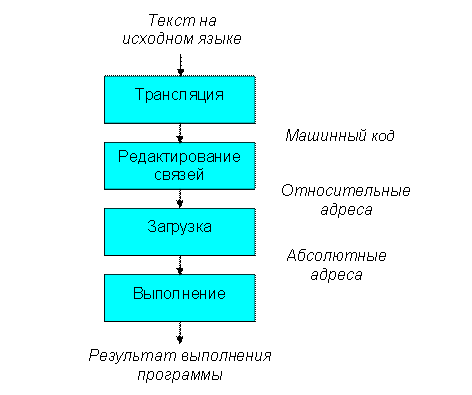 Текст на
исходном языке
Трансляция
Машинный код
Редактирование
связей
Относительные
адреса
Загрузка
Абсолютные
адреса
Выполнение
Результат выполнения
программы